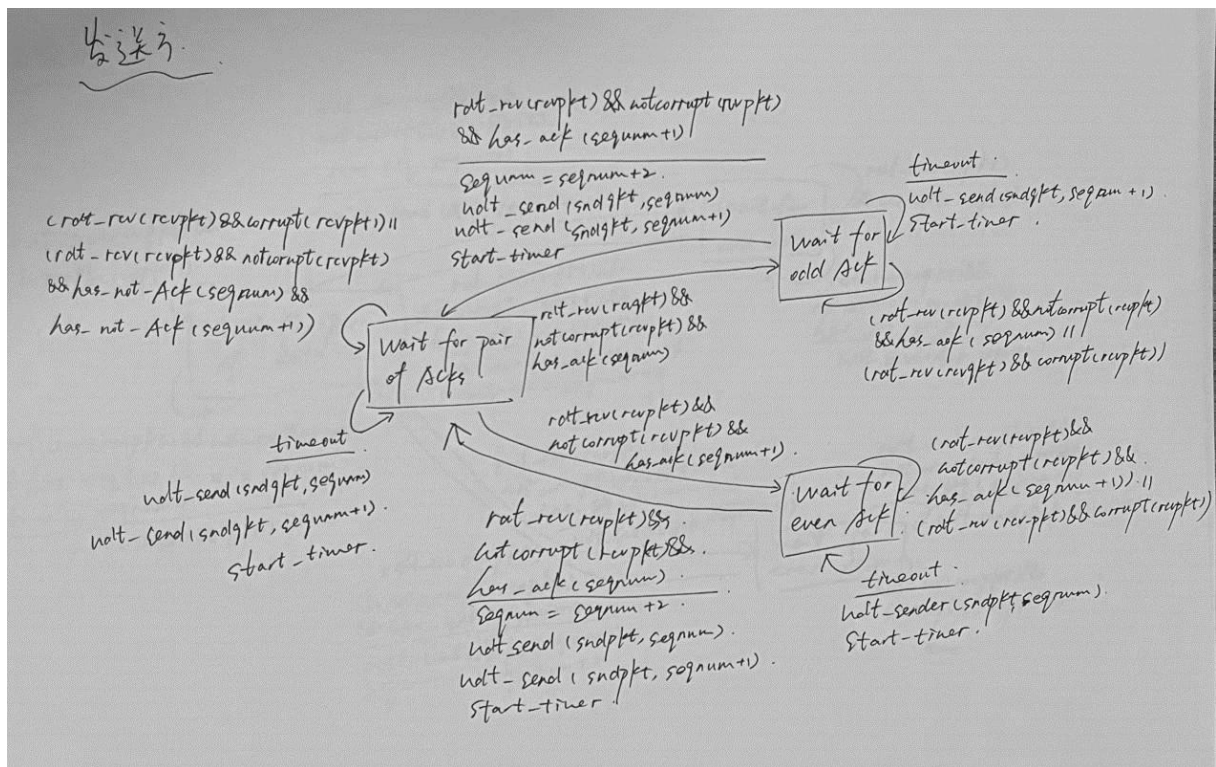 发送方.
rdt_rcv(rcvpkt) && notcorrupt(rcvpkt)
&& has_ack(seqnum+1)
seqnum = seqnum+2.
udt_send(sndpkt, seqnum)
udt_send(sndpkt, seqnum+1)
start_timer
timeout.
udt_send(sndpkt, seqnum+1)
start_timer.
wait for
odd Ack
(rdt_rcv(rcvpkt) && notcorrupt(rcvpkt)
&& has_ack(seqnum) ||
(rdt_rcv(rcvpkt) && corrupt(rcvpkt))
(rdt_rcv(rcvpkt) && corrupt(rcvpkt)) ||
(rdt_rcv(rcvpkt) && notcorrupt(rcvpkt)
&& has_not_Ack(seqnum) &&
has_not_Ack(seqnum+1))
wait for pair
of Acks
rdt_rcv(rcvpkt) &&
notcorrupt(rcvpkt) &&
has_ack(seqnum)
timeout
udt_send(sndpkt, seqnum)
udt_send(sndpkt, seqnum+1).
start_timer.
rdt_rcv(rcvpkt) &&
notcorrupt(rcvpkt) &&
has_ack(seqnum+1).
wait for
even Ack
(rdt_rcv(rcvpkt) &&
notcorrupt(rcvpkt) &&
has_ack(seqnum+1)) ||
(rdt_rcv(rcvpkt) && corrupt(rcvpkt))
timeout.
udt_sender(sndpkt, seqnum).
start_timer.
rdt_rcv(rcvpkt) &&
notcorrupt(rcvpkt) &&
has_ack(seqnum).
seqnum = seqnum+2.
udt_send(sndpkt, seqnum).
udt_send(sndpkt, seqnum+1).
start_timer.